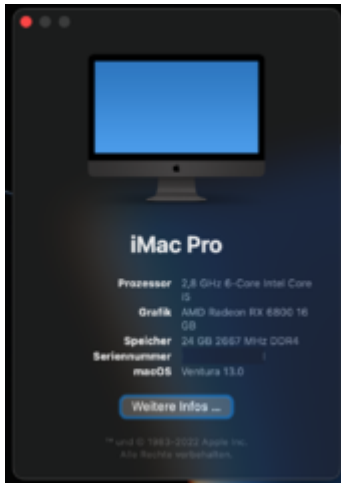 iMac Pro
Prozessor 2,8 GHz 6-Core Intel Core
i5
Grafik AMD Radeon RX 6800 16
GB
Speicher 24 GB 2667 MHz DDR4
Seriennummer
macOS Ventura 13.0
Weitere Infos ...
™ und © 1983-2022 Apple Inc.
Alle Rechte vorbehalten.